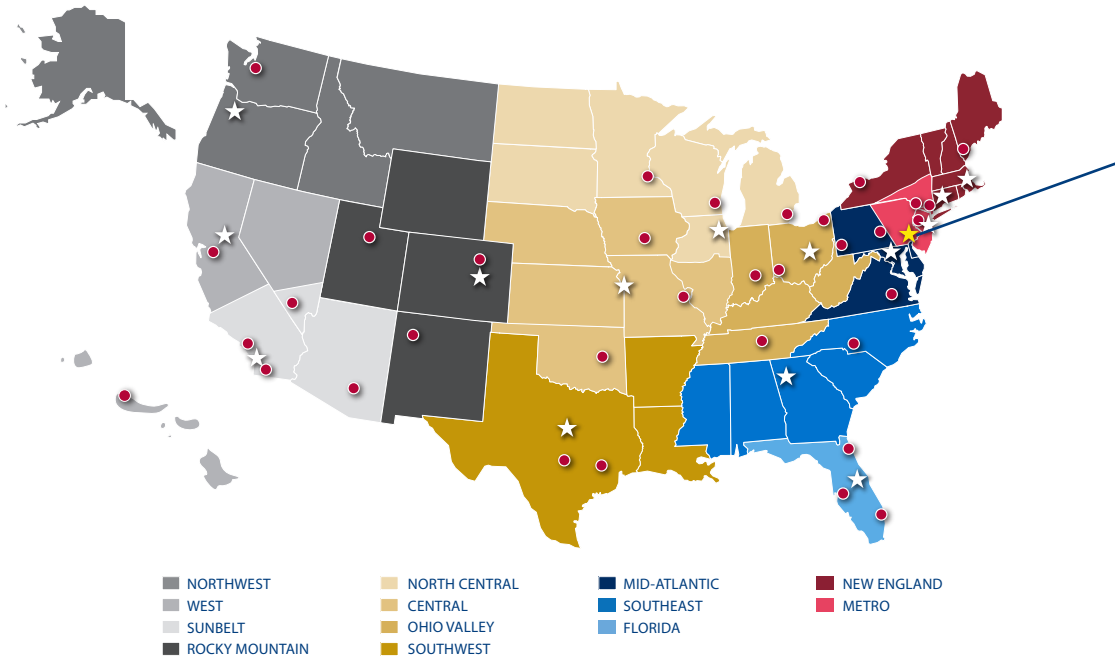 NORTHWEST
WEST
SUNBELT
ROCKY MOUNTAIN
NORTH CENTRAL
CENTRAL
OHIO VALLEY
SOUTHWEST
MID-ATLANTIC
SOUTHEAST
FLORIDA
NEW ENGLAND
METRO